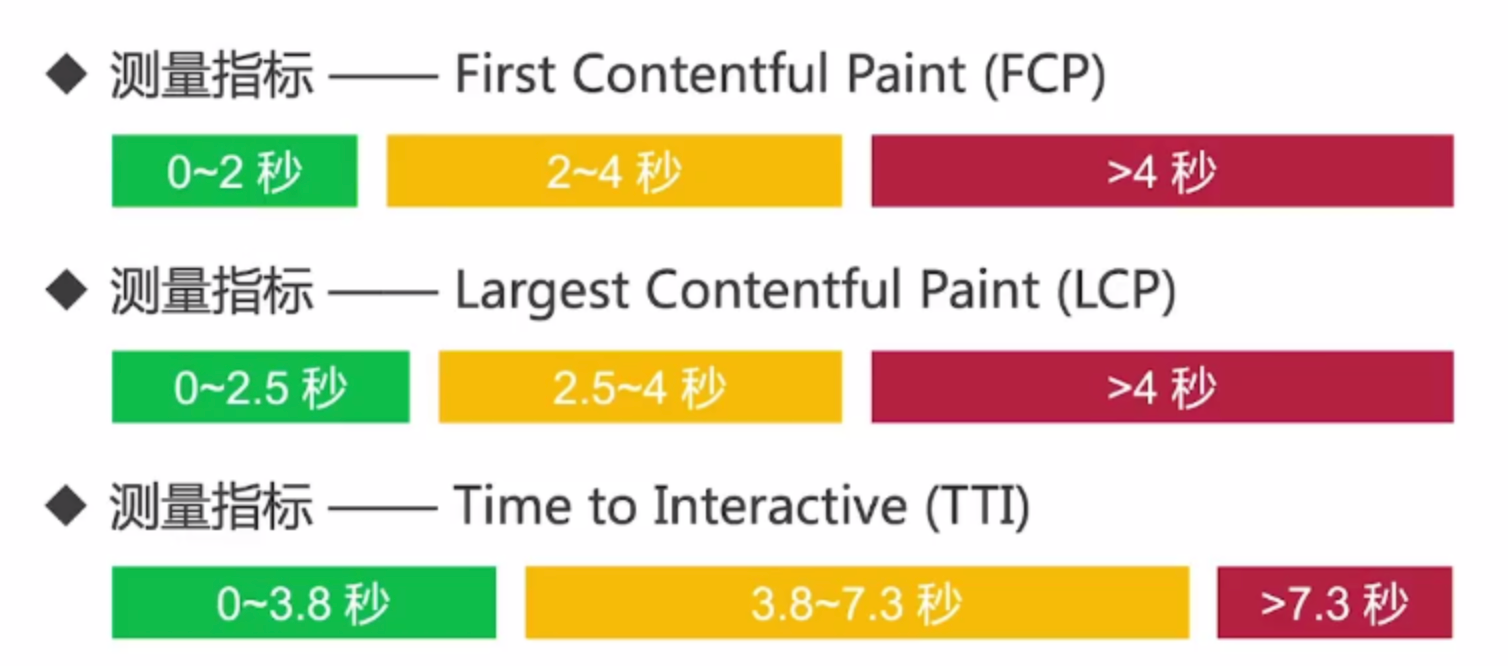 ◆ 测量指标 —— First Contentful Paint (FCP)
0~2 秒 2~4 秒 >4 秒
◆ 测量指标 —— Largest Contentful Paint (LCP)
0~2.5 秒 2.5~4 秒 >4 秒
◆ 测量指标 —— Time to Interactive (TTI)
0~3.8 秒 3.8~7.3 秒 >7.3 秒